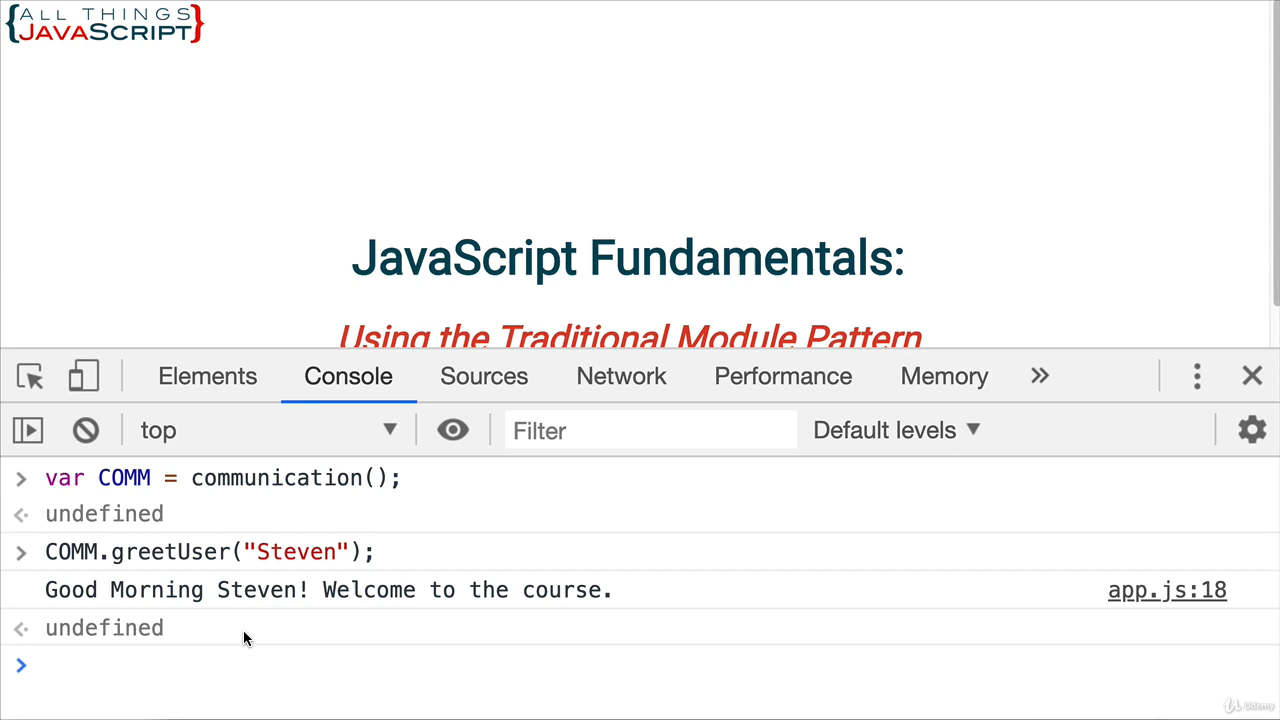 {ALL THINGS
JAVASCRIPT}
JavaScript Fundamentals:
Using the Traditional Module Pattern
Elements Console Sources Network Performance Memory »
top ▼ Filter Default levels ▼
> var COMM = communication();
undefined
> COMM.greetUser("Steven");
Good Morning Steven! Welcome to the course. app.js:18
undefined
>
Udemy